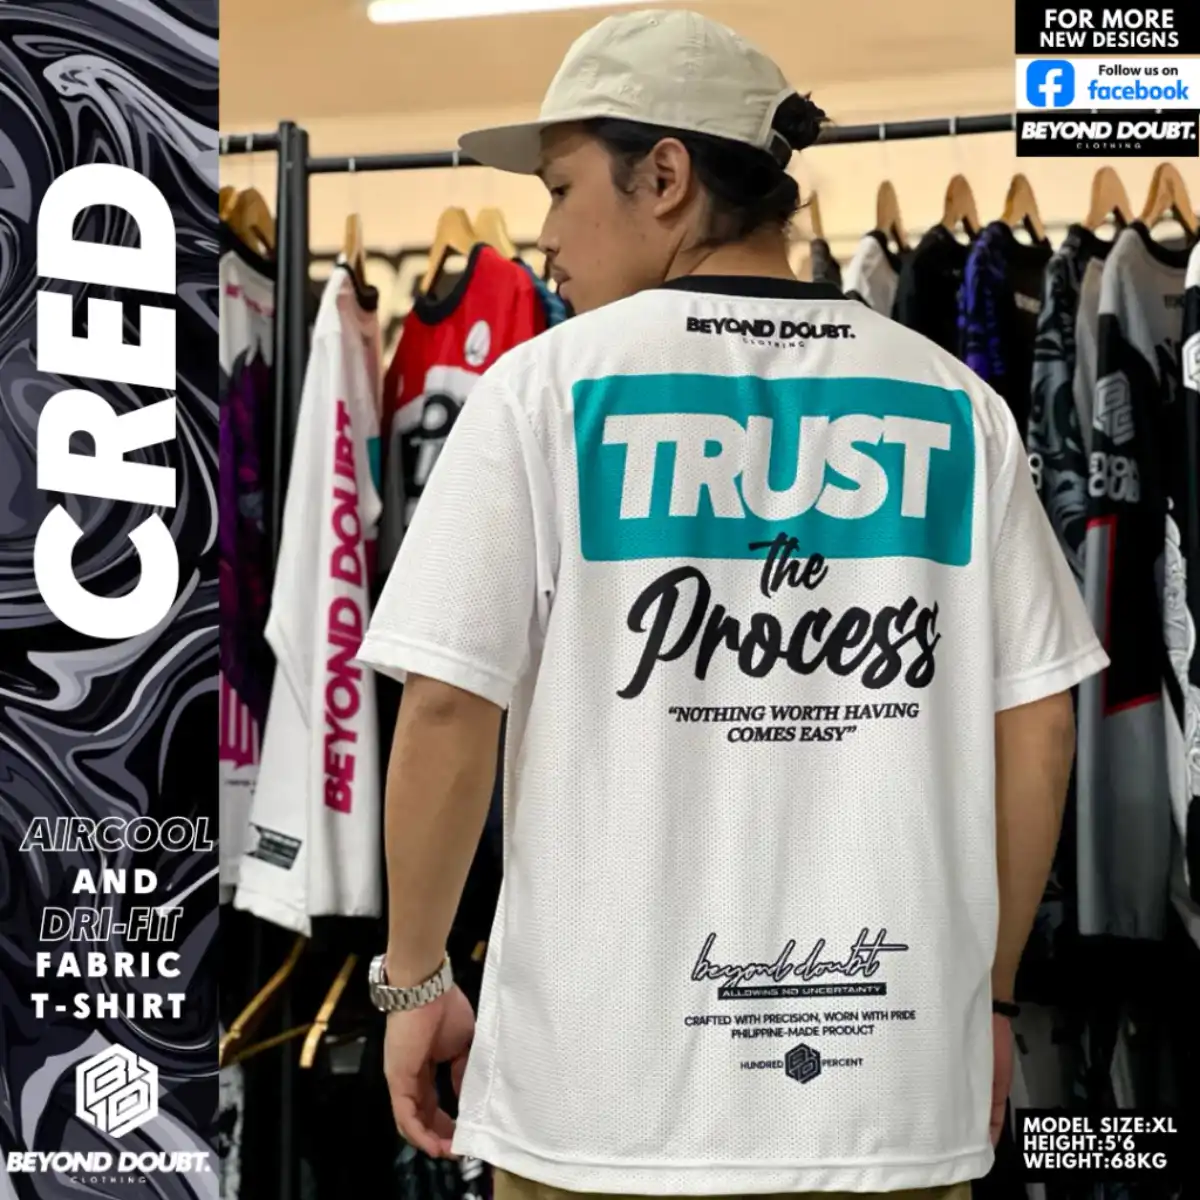 CRED
AIRCOOL
AND
DRI-FIT
FABRIC
T-SHIRT
BEYOND DOUBT.
CLOTHING
FOR MORE
NEW DESIGNS
Follow us on
facebook
BEYOND DOUBT.
CLOTHING
BEYOND DOUBT.
CLOTHING
TRUST
the
Process
“NOTHING WORTH HAVING
COMES EASY”
beyond doubt
ALLOWING NO UNCERTAINTY
CRAFTED WITH PRECISION, WORN WITH PRIDE
PHILIPPINE-MADE PRODUCT
HUNDRED PERCENT
BEYOND DOUBT
MODEL SIZE:XL
HEIGHT:5'6
WEIGHT:68KG